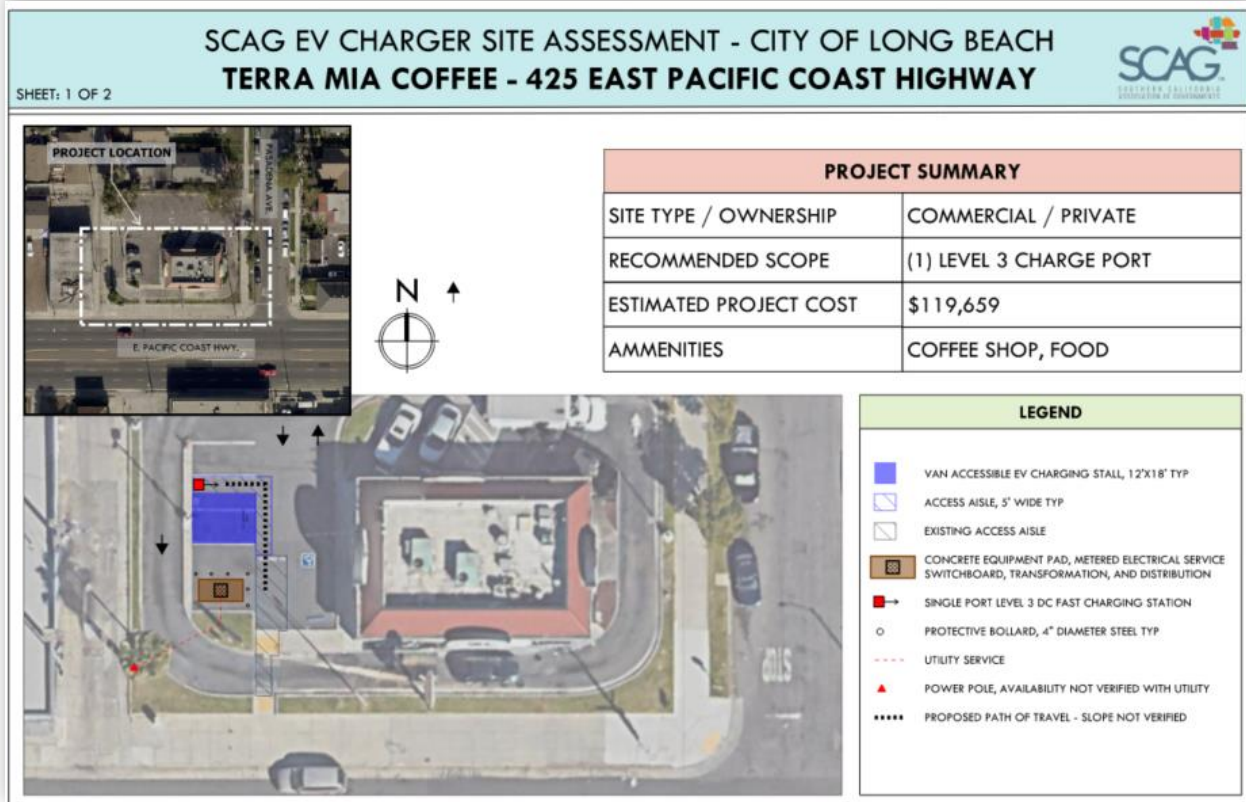 SCAG EV CHARGER SITE ASSESSMENT - CITY OF LONG BEACH
TERRA MIA COFFEE - 425 EAST PACIFIC COAST HIGHWAY
SHEET: 1 OF 2
SCAG
SOUTHERN CALIFORNIA
ASSOCIATION OF GOVERNMENTS
PROJECT LOCATION
PASADENA AVE.
E. PACIFIC COAST HWY.
N
PROJECT SUMMARY
SITE TYPE / OWNERSHIP COMMERCIAL / PRIVATE
RECOMMENDED SCOPE (1) LEVEL 3 CHARGE PORT
ESTIMATED PROJECT COST $119,659
AMMENITIES COFFEE SHOP, FOOD
STOP
LEGEND
VAN ACCESSIBLE EV CHARGING STALL, 12'X18' TYP
ACCESS AISLE, 5' WIDE TYP
EXISTING ACCESS AISLE
CONCRETE EQUIPMENT PAD, METERED ELECTRICAL SERVICE
SWITCHBOARD, TRANSFORMATION, AND DISTRIBUTION
SINGLE PORT LEVEL 3 DC FAST CHARGING STATION
PROTECTIVE BOLLARD, 4" DIAMETER STEEL TYP
UTILITY SERVICE
POWER POLE, AVAILABILITY NOT VERIFIED WITH UTILITY
PROPOSED PATH OF TRAVEL - SLOPE NOT VERIFIED